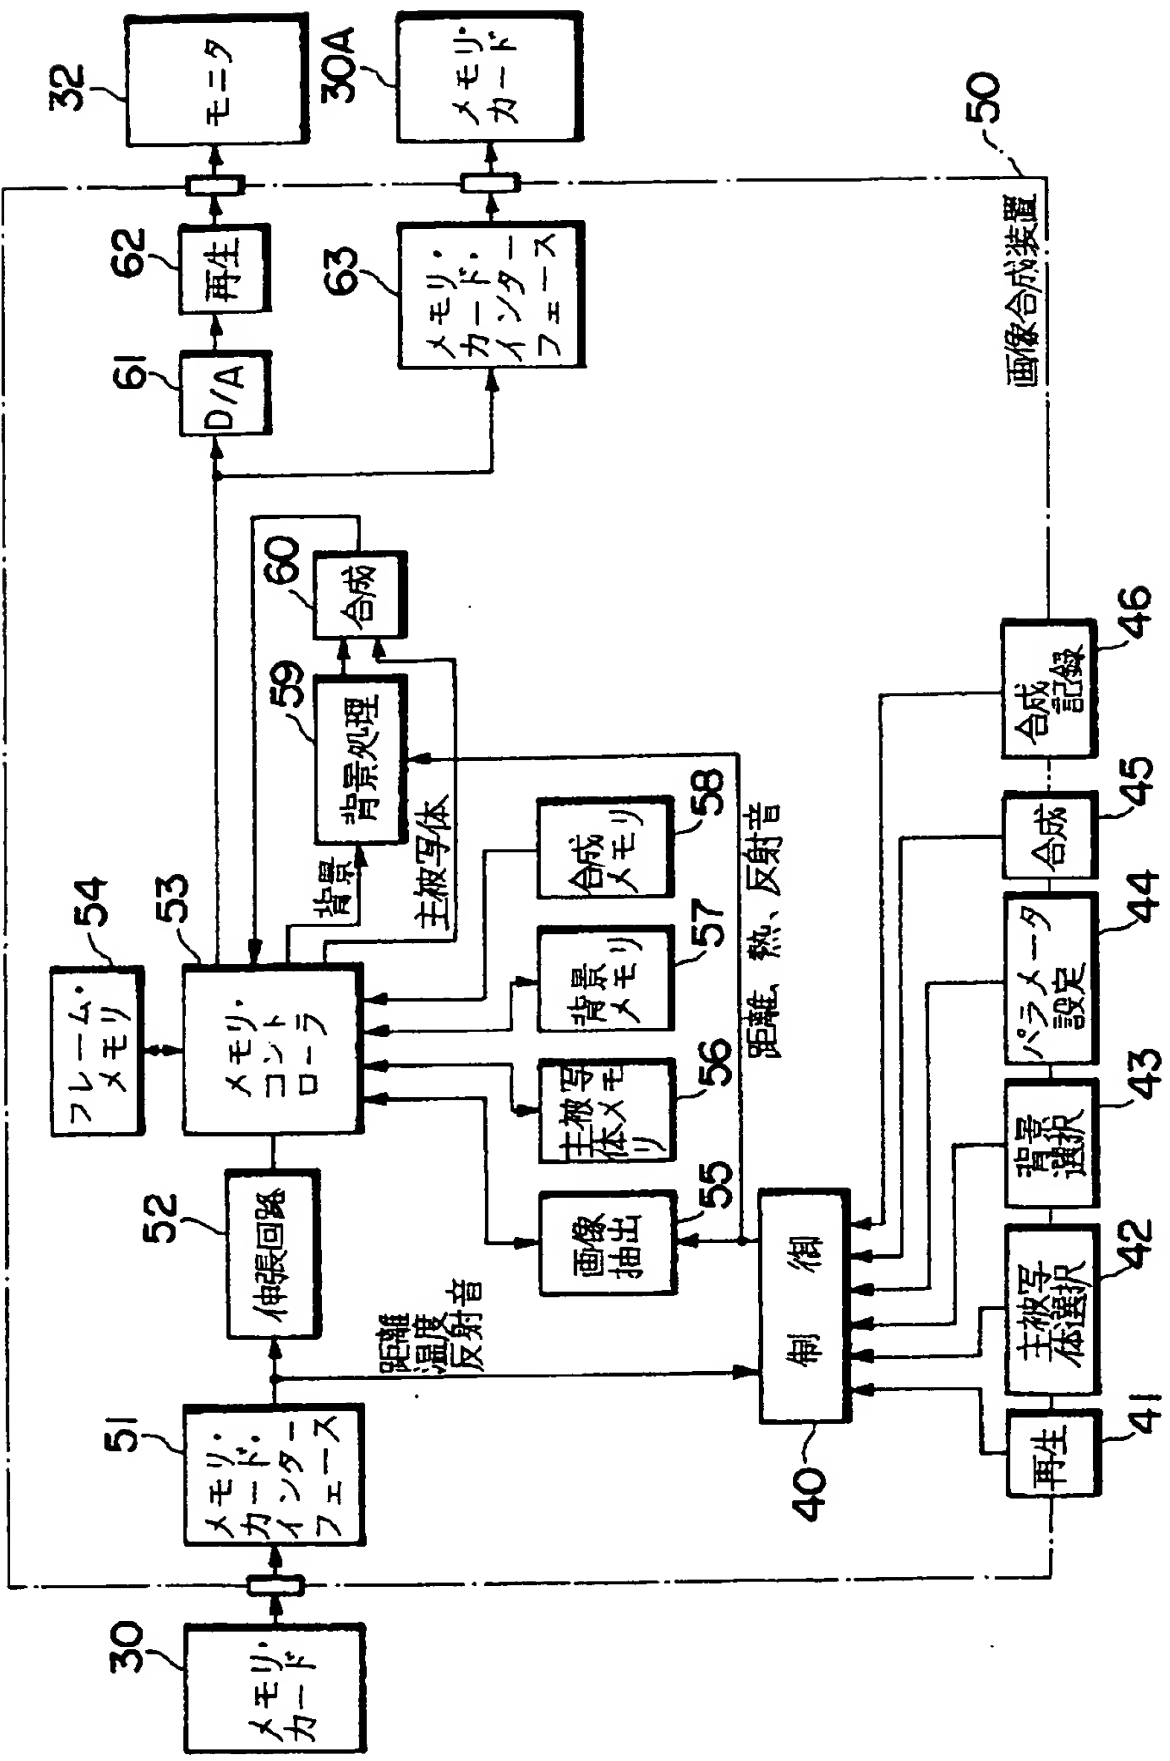 30
メモリ・
カード
51
メモリ・
カード・
インター
フェース
52
伸張回路
54
フレーム・
メモリ
53
メモリ・
コント
ローラ
背景
主被写体
59
背景処理
60
合成
61
D/A
62
再生
32
モニタ
63
メモリ・
カード・
インター
フェース
30A
メモリ・
カード
距離
温度
反射音
55
画像
抽出
56
主被写
体メモ
リ
57
背景
メモリ
58
合成
メモリ
距離、熱、反射音
40
制 御
41
再生
42
主被写
体選択
43
背景
選択
44
パラメータ
設定
45
合成
46
合成
記録
画像合成装置
50